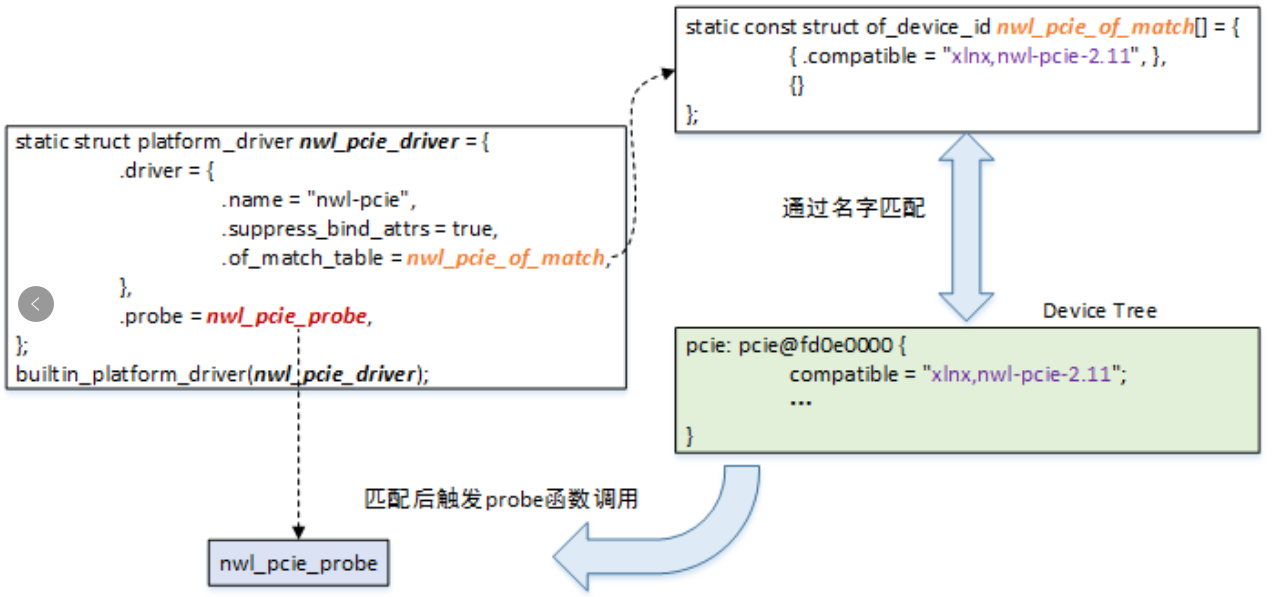 static struct platform_driver nwl_pcie_driver = {
.driver = {
.name = "nwl-pcie",
.suppress_bind_attrs = true,
.of_match_table = nwl_pcie_of_match,
},
.probe = nwl_pcie_probe,
};
builtin_platform_driver(nwl_pcie_driver);
static const struct of_device_id nwl_pcie_of_match[] = {
{ .compatible = "xlnx,nwl-pcie-2.11", },
{}
};
通过名字匹配
Device Tree
pcie: pcie@fd0e0000 {
compatible = "xlnx,nwl-pcie-2.11";
...
}
匹配后触发probe函数调用
nwl_pcie_probe